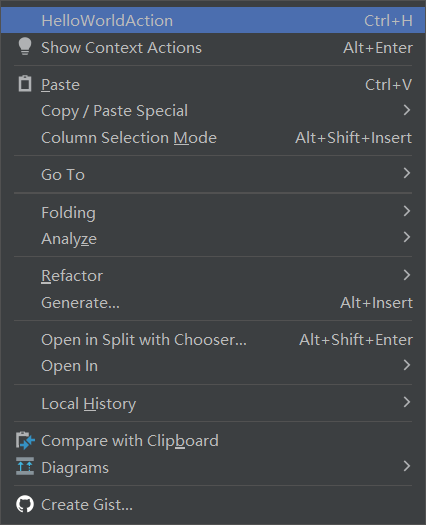 HelloWorldAction Ctrl+H
Show Context Actions Alt+Enter
Paste Ctrl+V
Copy / Paste Special
Column Selection Mode Alt+Shift+Insert
Go To
Folding
Analyze
Refactor
Generate... Alt+Insert
Open in Split with Chooser... Alt+Shift+Enter
Open In
Local History
Compare with Clipboard
Diagrams
Create Gist...